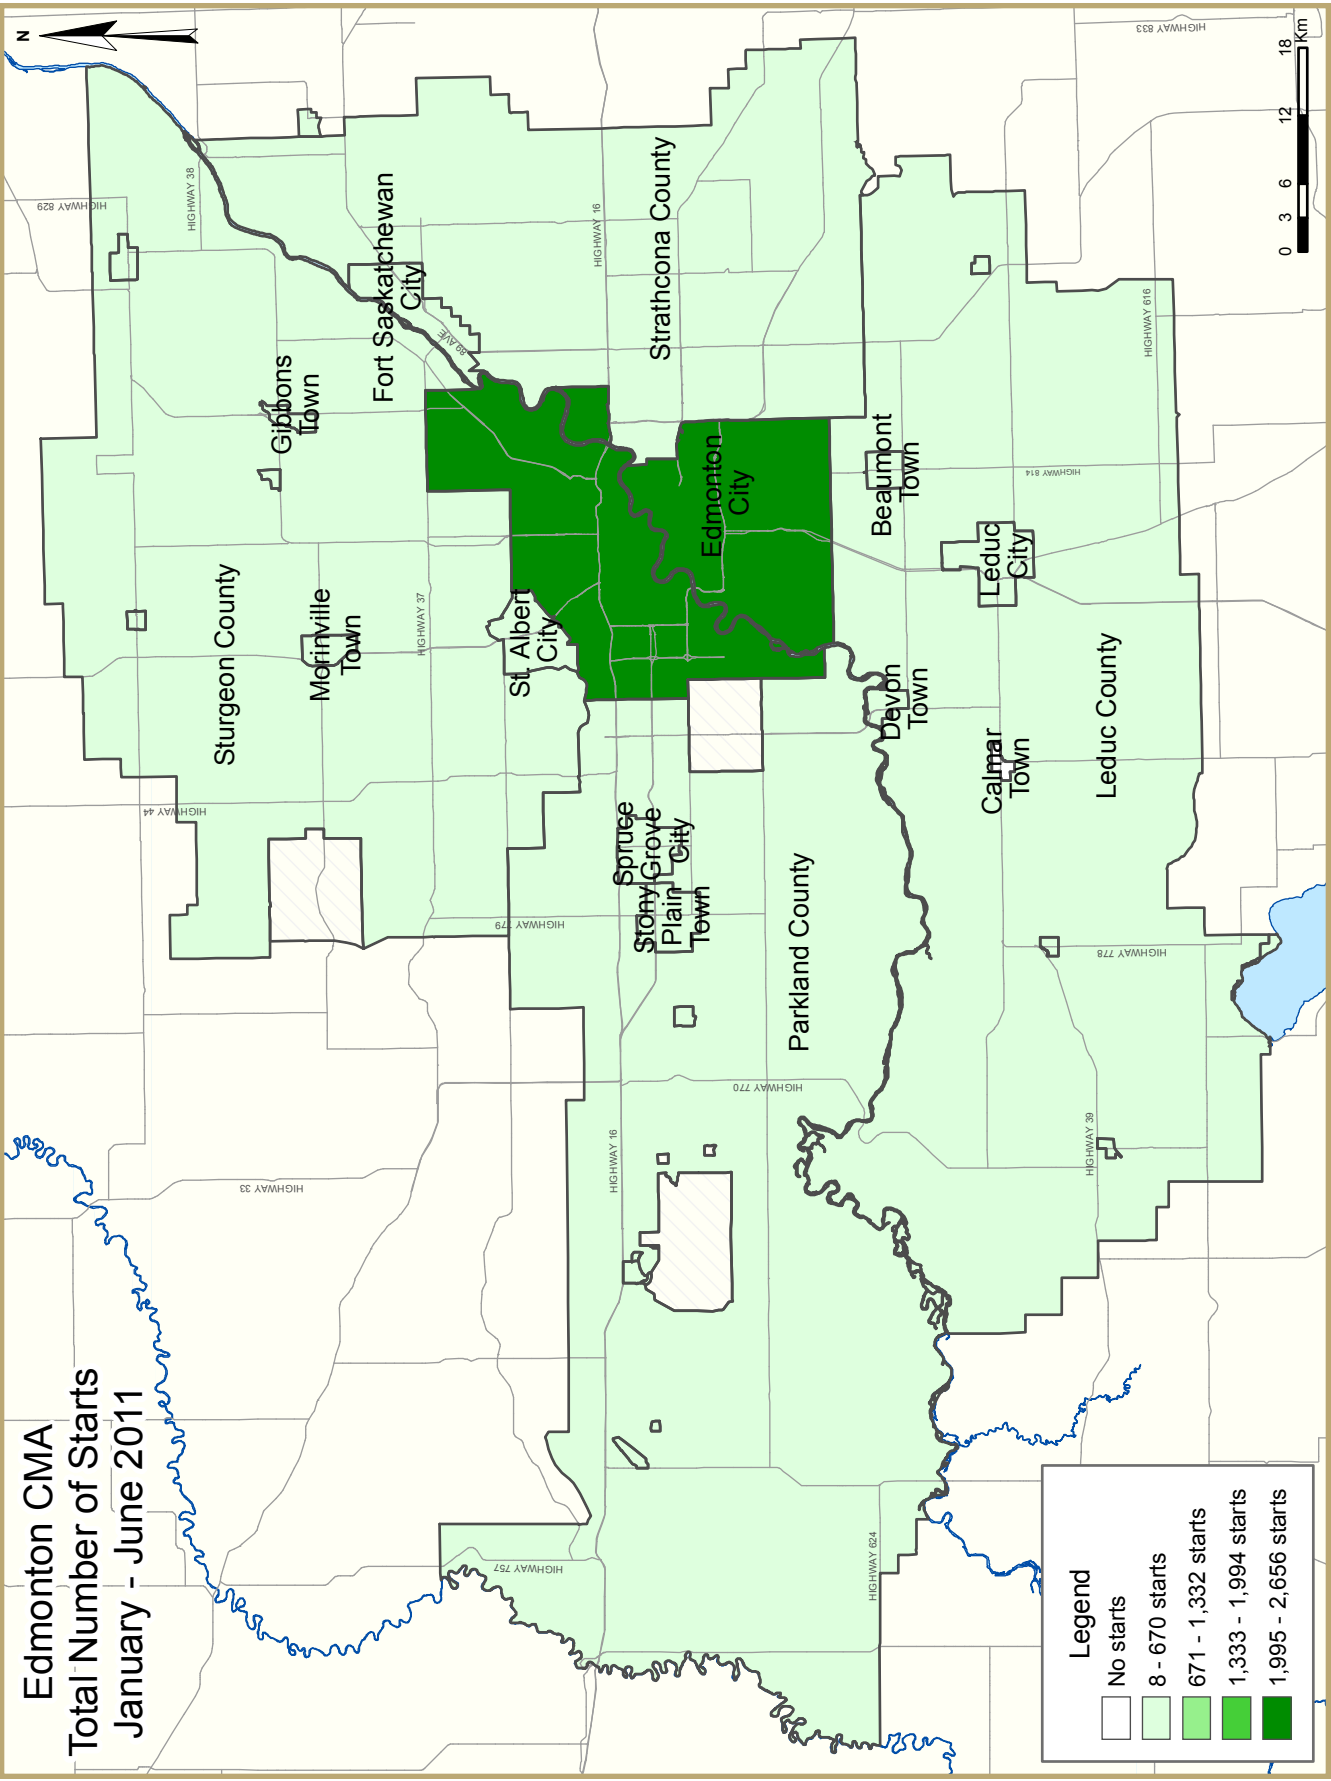 Edmonton CMA
Total Number of Starts
January - June 2011
N
HIGHWAY 829
HIGHWAY 38
HIGHWAY 833
Gibbons
Town
Fort Saskatchewan
City
89 AVE
HIGHWAY 16
Strathcona County
Sturgeon County
Morinville
Town
HIGHWAY 37
St. Albert
City
Edmonton
City
Beaumont
Town
HIGHWAY 814
HIGHWAY 616
Leduc
City
HIGHWAY 44
HIGHWAY 779
Spruce
Grove
City
Stony
Plain
Town
Parkland County
Devon
Town
Calmar
Town
Leduc County
HIGHWAY 778
HIGHWAY 33
HIGHWAY 16
HIGHWAY 770
HIGHWAY 39
HIGHWAY 757
HIGHWAY 624
Legend
No starts
8 - 670 starts
671 - 1,332 starts
1,333 - 1,994 starts
1,995 - 2,656 starts
0 3 6 12 18
Km